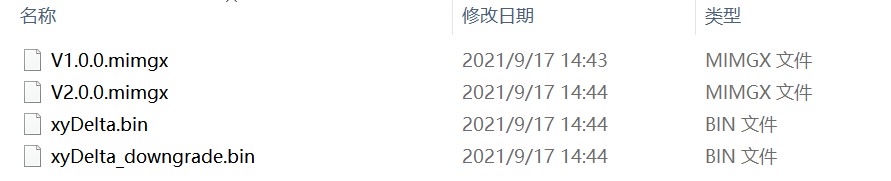 名称 修改日期 类型
V1.0.0.mimgx 2021/9/17 14:43 MIMGX 文件
V2.0.0.mimgx 2021/9/17 14:44 MIMGX 文件
xyDelta.bin 2021/9/17 14:44 BIN 文件
xyDelta_downgrade.bin 2021/9/17 14:44 BIN 文件